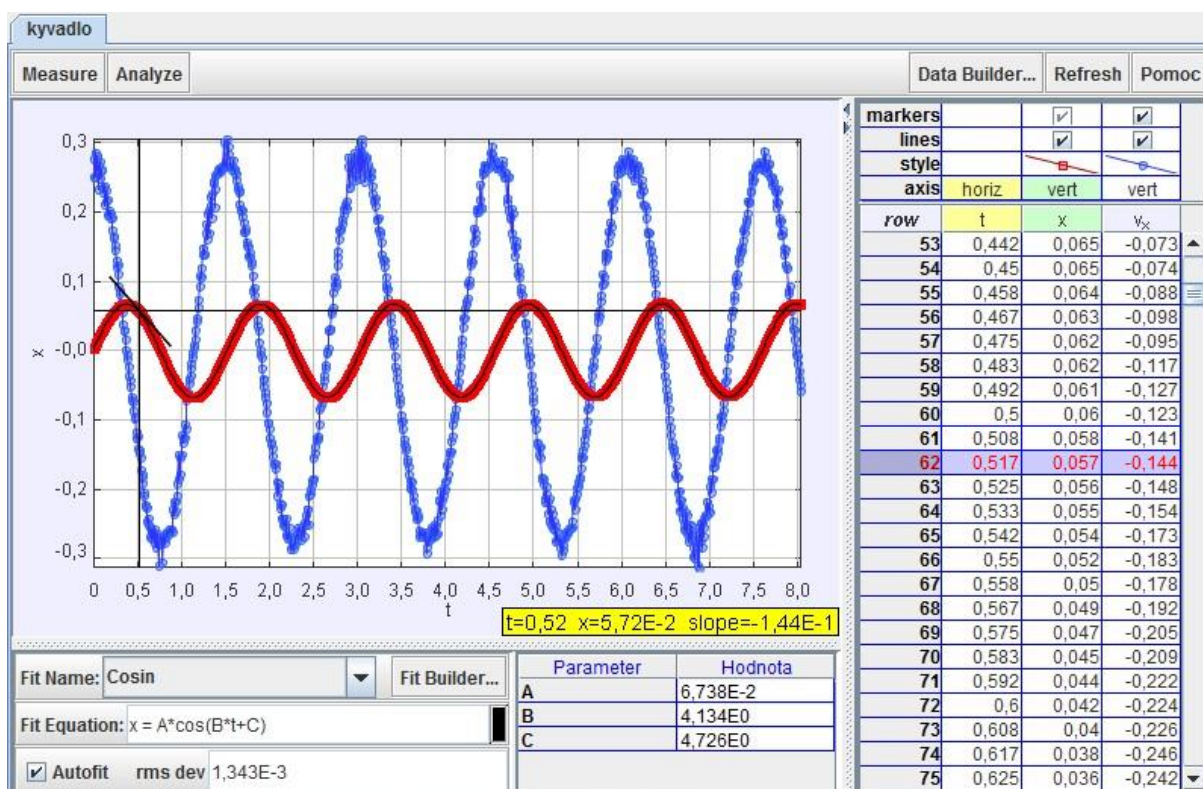 kyvadlo
Measure Analyze Data Builder... Refresh Pomoc
0,3
0,2
0,1
-0,0
-0,1
-0,2
-0,3
x
0 0,5 1,0 1,5 2,0 2,5 3,0 3,5 4,0 4,5 5,0 5,5 6,0 6,5 7,0 7,5 8,0
t
t=0,52 x=5,72E-2 slope=-1,44E-1
markers
lines
style
axis horiz vert vert
row t x vx
53 0,442 0,065 -0,073
54 0,45 0,065 -0,074
55 0,458 0,064 -0,088
56 0,467 0,063 -0,098
57 0,475 0,062 -0,095
58 0,483 0,062 -0,117
59 0,492 0,061 -0,127
60 0,5 0,06 -0,123
61 0,508 0,058 -0,141
62 0,517 0,057 -0,144
63 0,525 0,056 -0,148
64 0,533 0,055 -0,154
65 0,542 0,054 -0,173
66 0,55 0,052 -0,183
67 0,558 0,05 -0,178
68 0,567 0,049 -0,192
69 0,575 0,047 -0,205
70 0,583 0,045 -0,209
71 0,592 0,044 -0,222
72 0,6 0,042 -0,224
73 0,608 0,04 -0,226
74 0,617 0,038 -0,246
75 0,625 0,036 -0,242
Fit Name: Cosin Fit Builder...
Fit Equation: x = A*cos(B*t+C)
Autofit rms dev 1,343E-3
Parameter Hodnota
A 6,738E-2
B 4,134E0
C 4,726E0